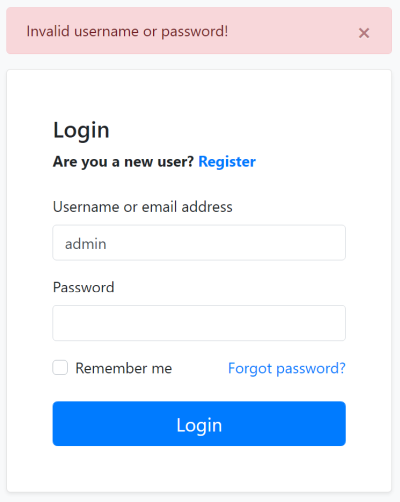 Invalid username or password! ×
Login
Are you a new user? Register
Username or email address
admin
Password
Remember me Forgot password?
Login